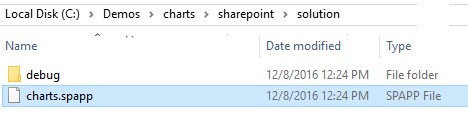 Local Disk (C:) > Demos > charts > sharepoint > solution
Name Date modified Type
debug 12/8/2016 12:24 PM File folder
charts.spapp 12/8/2016 12:24 PM SPAPP File